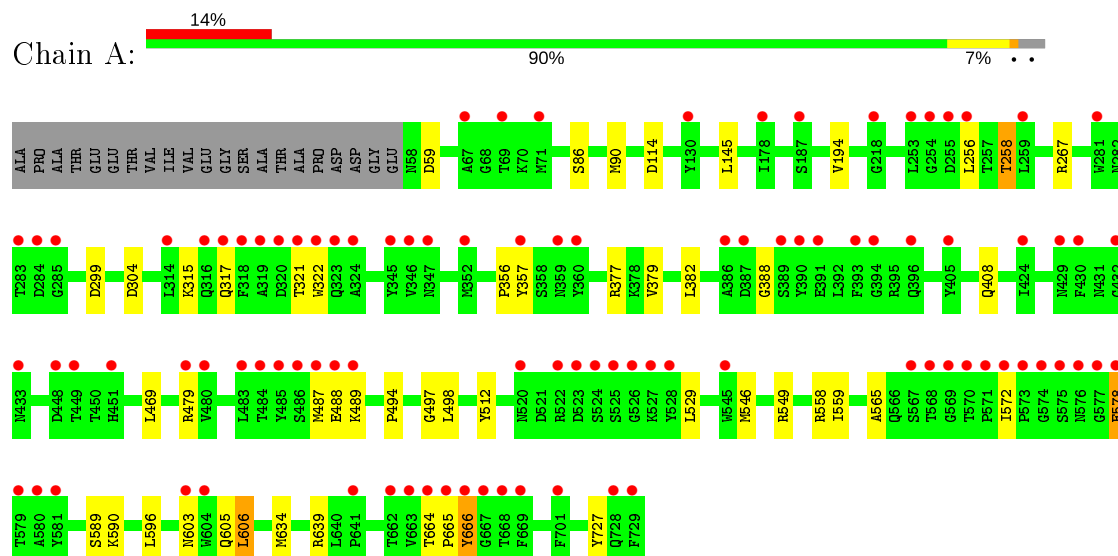 14%
Chain A:
90% 7% • •
ALA PRO ALA THR GLU GLU THR VAL ILE VAL GLU GLY SER ALA THR ALA PRO ASP ASP GLY GLU N58 D59 A67 G68 T69 K70 M71 S86 M90 D114 Y130 L145 I178 S187 V194 G218 L253 G254 D255 L256 T257 T258 L259 R267 W281 N282
T283 D284 G285 D299 D304 L314 K315 Q316 Q317 F318 A319 D320 T321 W322 Q323 A324 Y345 V346 N347 M352 P356 Y357 S358 N359 Y360 R377 K378 V379 L382 A386 D387 G388 S389 Y390 E391 L392 F393 G394 R395 Q396 Y405 Q408 I424 N429 F430 N431 G432
N433 D448 T449 T450 H451 L469 R479 V480 L483 T484 Y485 S486 M487 E488 K489 P494 G497 L498 Y512 N520 D521 R522 D523 S524 S525 G526 K527 Y528 L529 W545 M546 R549 R558 I559 A565 Q566 S567 T568 G569 T570 P571 I572 P573 G574 S575 N576 G577 F578
T579 A580 Y581 S589 K590 L596 N603 W604 Q605 L606 M634 R639 L640 P641 T662 V663 T664 P665 Y666 G667 T668 F669 F701 Y727 Q728 F729